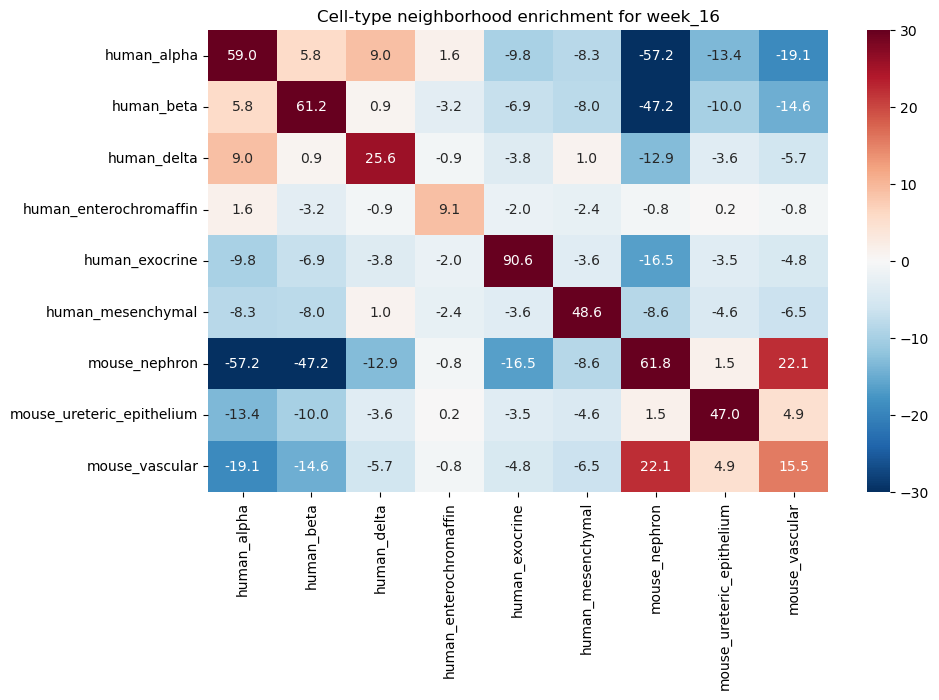 Cell-type neighborhood enrichment for week_16
human_alpha 59.0 5.8 9.0 1.6 -9.8 -8.3 -57.2 -13.4 -19.1
human_beta 5.8 61.2 0.9 -3.2 -6.9 -8.0 -47.2 -10.0 -14.6
human_delta 9.0 0.9 25.6 -0.9 -3.8 1.0 -12.9 -3.6 -5.7
human_enterochromaffin 1.6 -3.2 -0.9 9.1 -2.0 -2.4 -0.8 0.2 -0.8
human_exocrine -9.8 -6.9 -3.8 -2.0 90.6 -3.6 -16.5 -3.5 -4.8
human_mesenchymal -8.3 -8.0 1.0 -2.4 -3.6 48.6 -8.6 -4.6 -6.5
mouse_nephron -57.2 -47.2 -12.9 -0.8 -16.5 -8.6 61.8 1.5 22.1
mouse_ureteric_epithelium -13.4 -10.0 -3.6 0.2 -3.5 -4.6 1.5 47.0 4.9
mouse_vascular -19.1 -14.6 -5.7 -0.8 -4.8 -6.5 22.1 4.9 15.5
human_alpha
human_beta
human_delta
human_enterochromaffin
human_exocrine
human_mesenchymal
mouse_nephron
mouse_ureteric_epithelium
mouse_vascular
30
20
10
0
−10
−20
−30